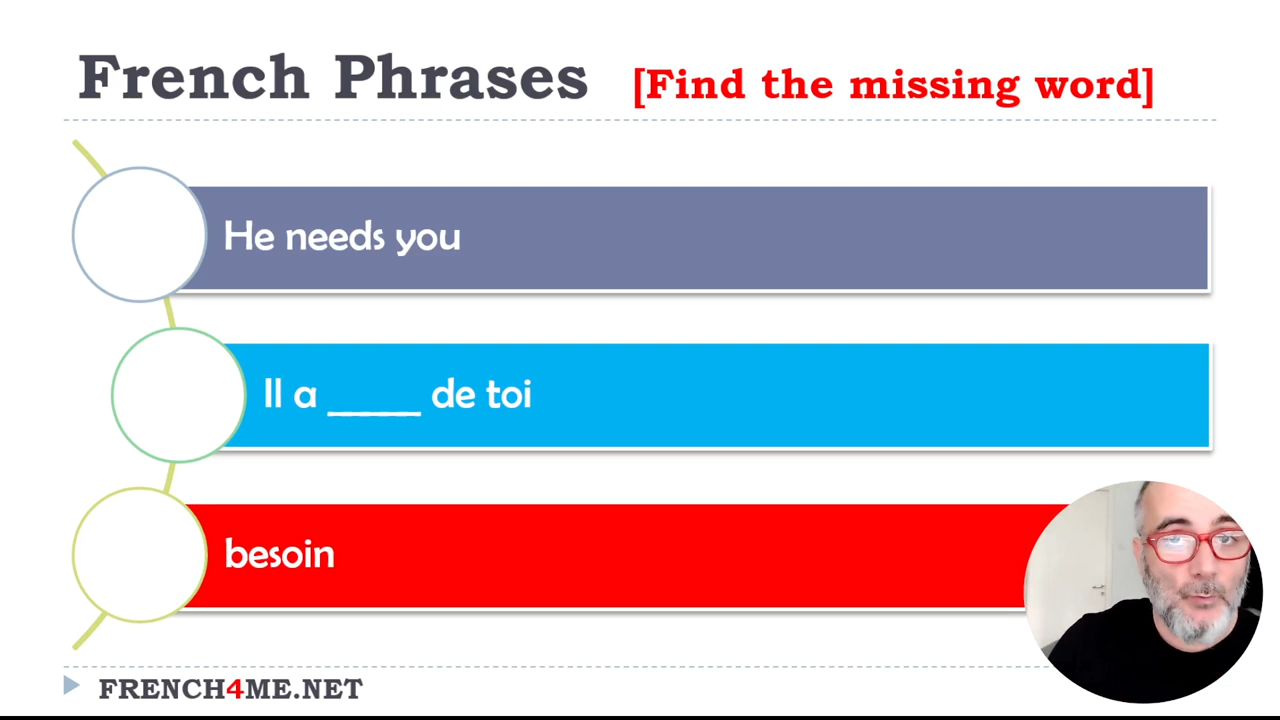 French Phrases [Find the missing word]
He needs you
Il a _____ de toi
besoin
FRENCH4ME.NET